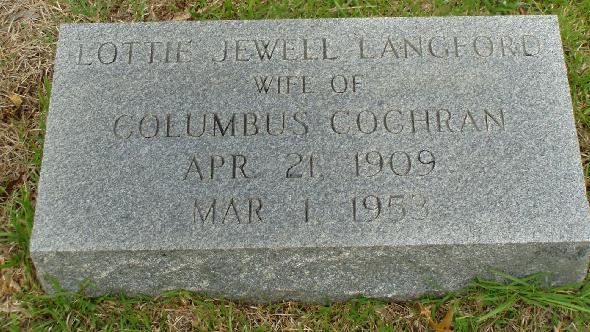 LOTTIE JEWELL LANGFORD
WIFE OF
COLUMBUS COCHRAN
APR. 21, 1909
MAR. 1, 1953